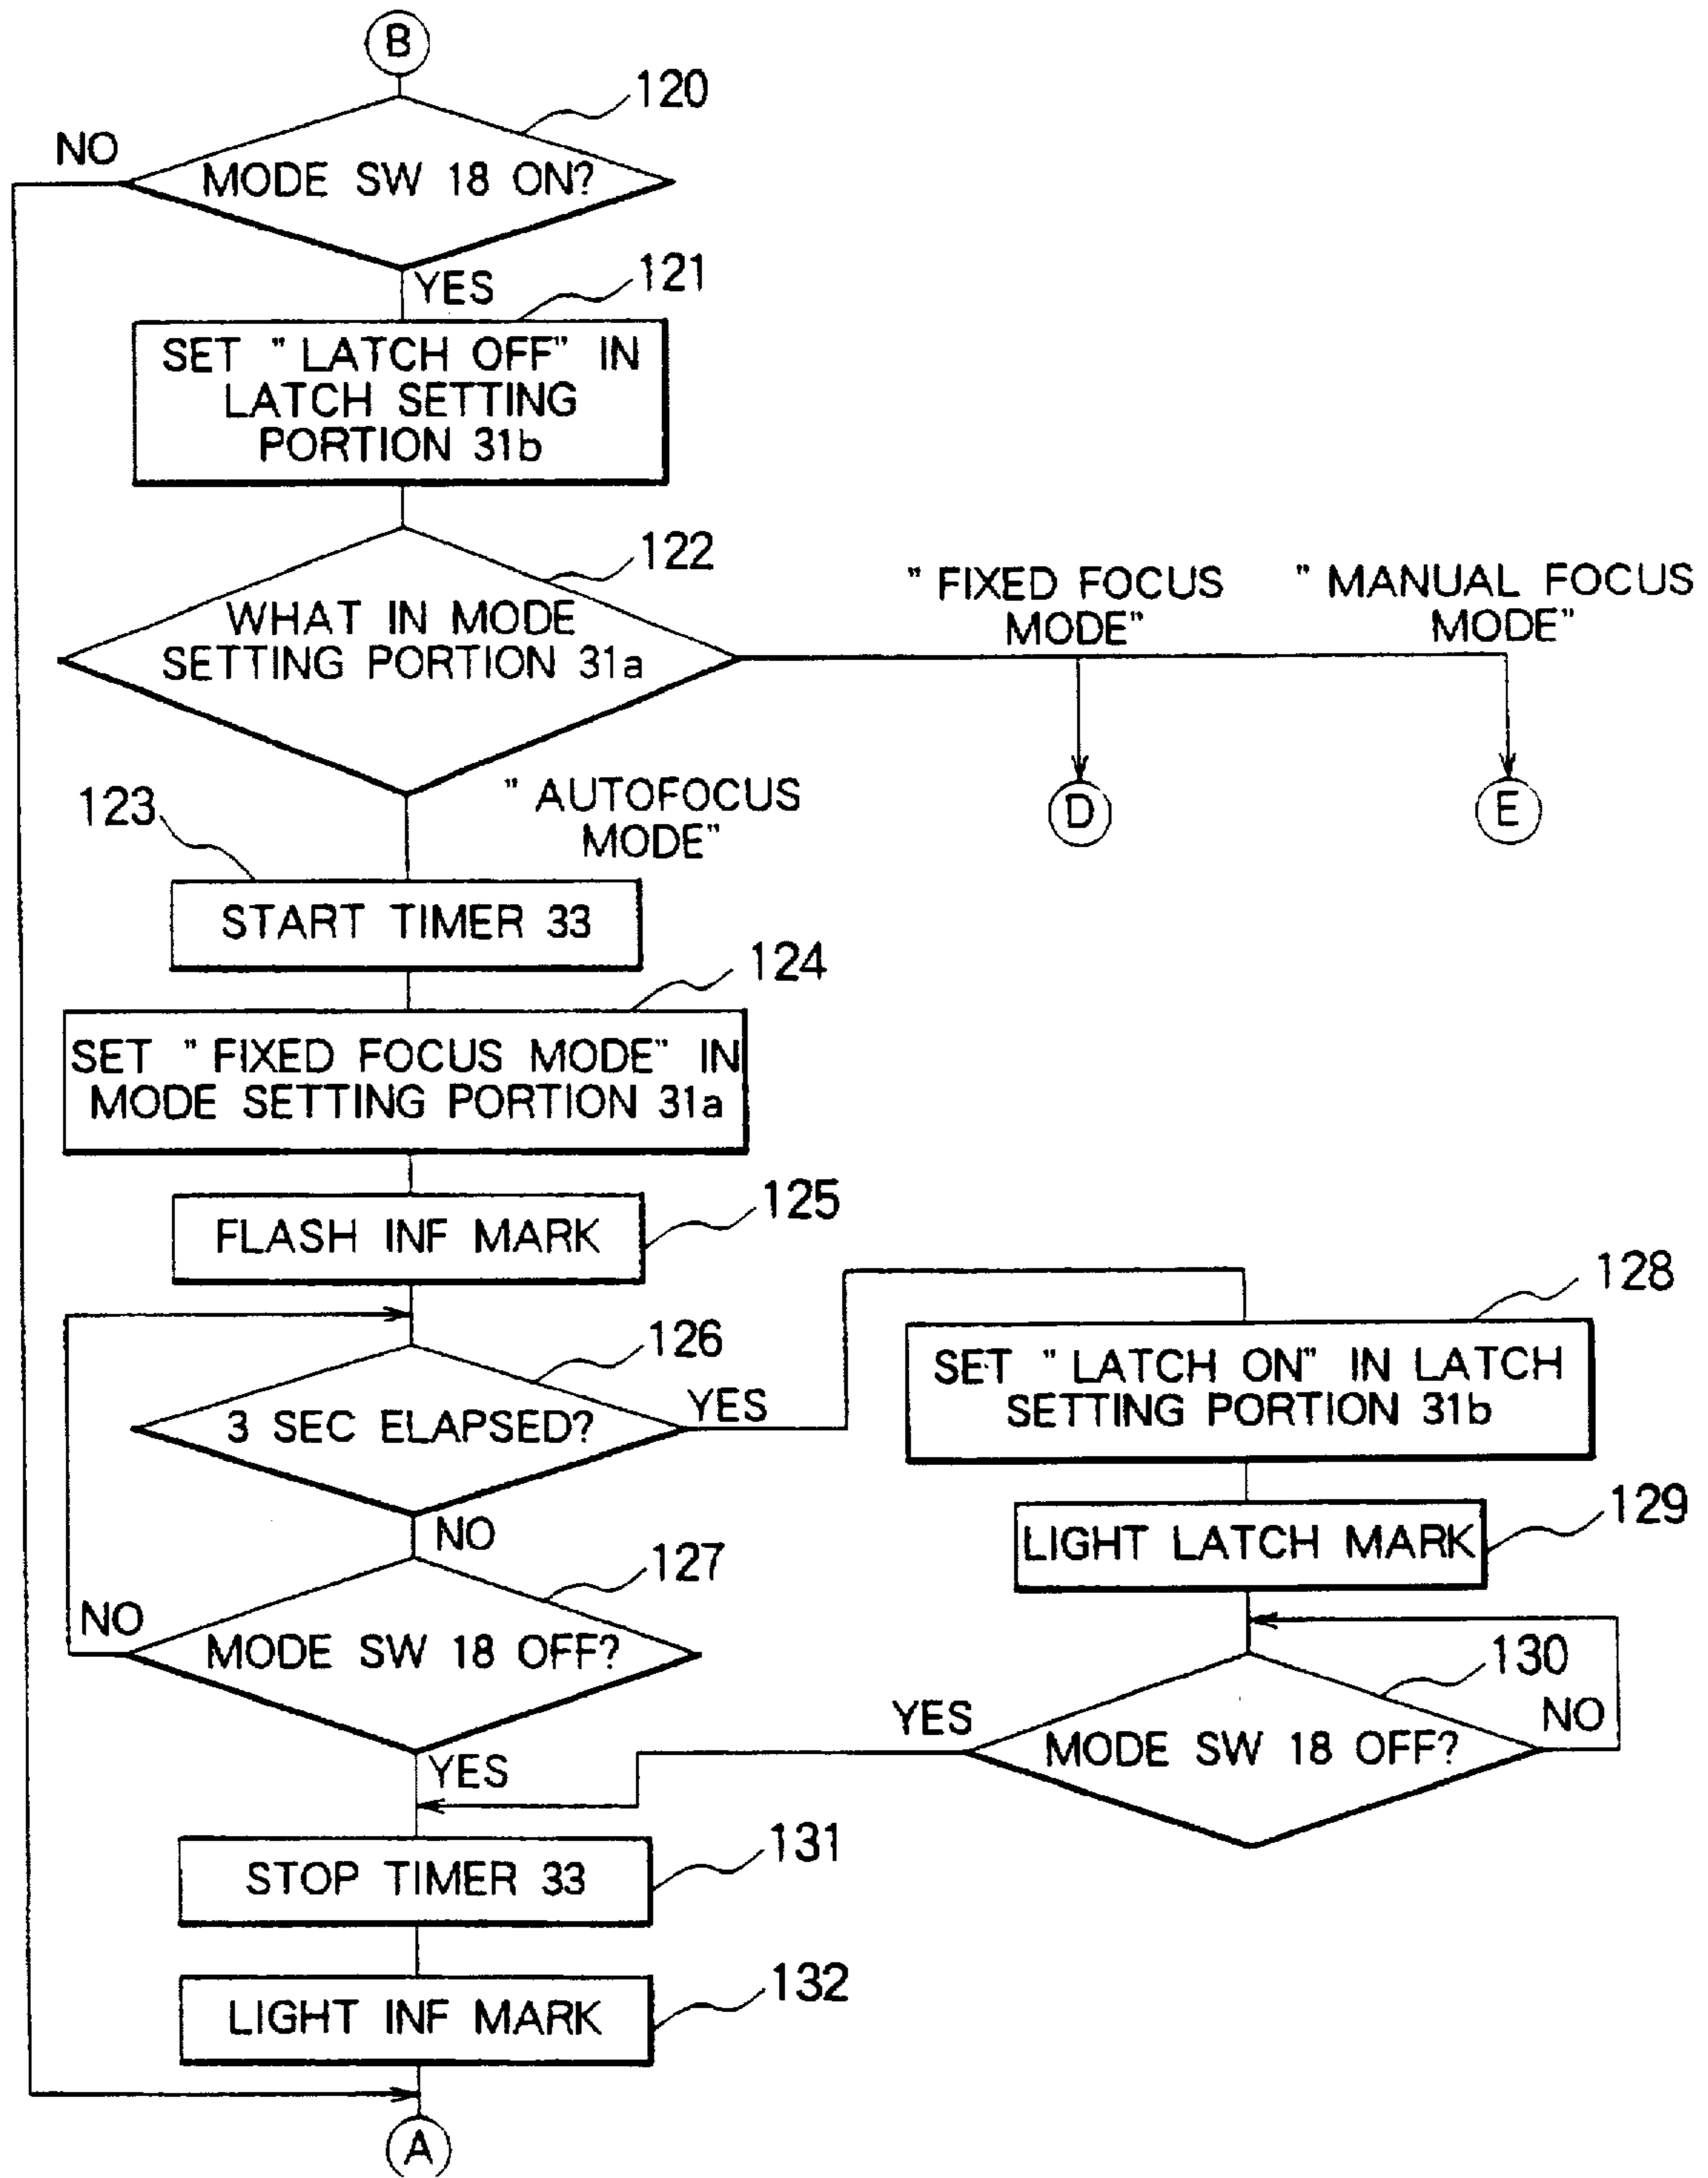 B
120
NO
MODE SW 18 ON?
YES
121
SET " LATCH OFF" IN
LATCH SETTING
PORTION 31b
122
WHAT IN MODE
SETTING PORTION 31a
" FIXED FOCUS
MODE"
" MANUAL FOCUS
MODE"
D
E
" AUTOFOCUS
MODE"
123
START TIMER 33
124
SET " FIXED FOCUS MODE" IN
MODE SETTING PORTION 31a
125
FLASH INF MARK
126
3 SEC ELAPSED?
YES
NO
127
NO
MODE SW 18 OFF?
YES
128
SET " LATCH ON" IN LATCH
SETTING PORTION 31b
129
LIGHT LATCH MARK
130
YES
NO
MODE SW 18 OFF?
131
STOP TIMER 33
132
LIGHT INF MARK
A